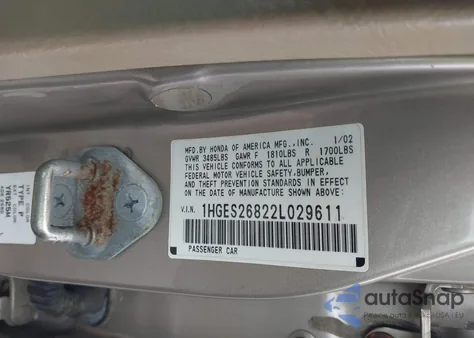 MFD.BY HONDA OF AMERICA MFG.,INC. 1/02
GVWR 3485LBS GAWR F 1810LBS R 1700LBS
THIS VEHICLE CONFORMS TO ALL APPLICABLE
FEDERAL MOTOR VEHICLE SAFETY,BUMPER,
AND THEFT PREVENTION STANDARDS IN EFFECT
ON THE DATE OF MANUFACTURE SHOWN ABOVE.
V.I.N. 1HGES26822L029611
PASSENGER CAR
TYPE P
YR525M
autoSnap